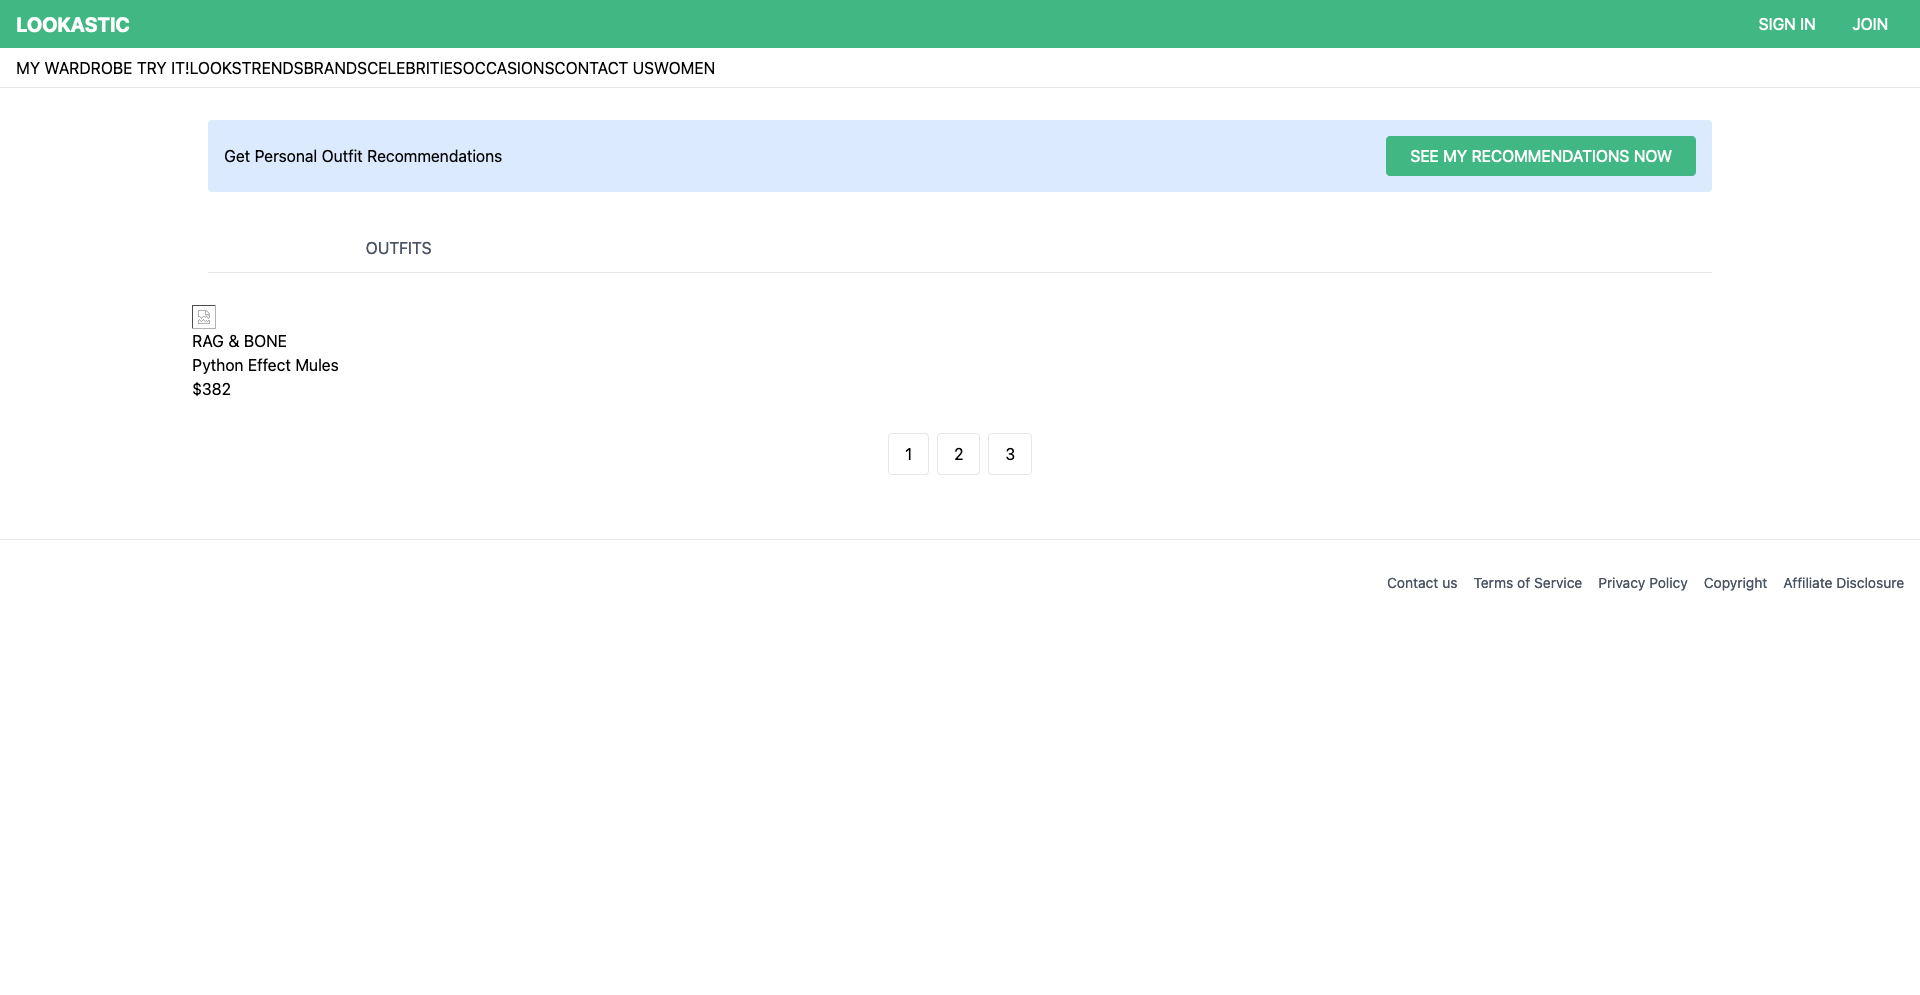 LOOKASTIC
SIGN IN JOIN
MY WARDROBE TRY IT!LOOKSTRENDSBRANDSCELEBRITIESOCCASIONSCONTACT USWOMEN
Get Personal Outfit Recommendations
SEE MY RECOMMENDATIONS NOW
OUTFITS
RAG & BONE
Python Effect Mules
$382
1 2 3
Contact us Terms of Service Privacy Policy Copyright Affiliate Disclosure